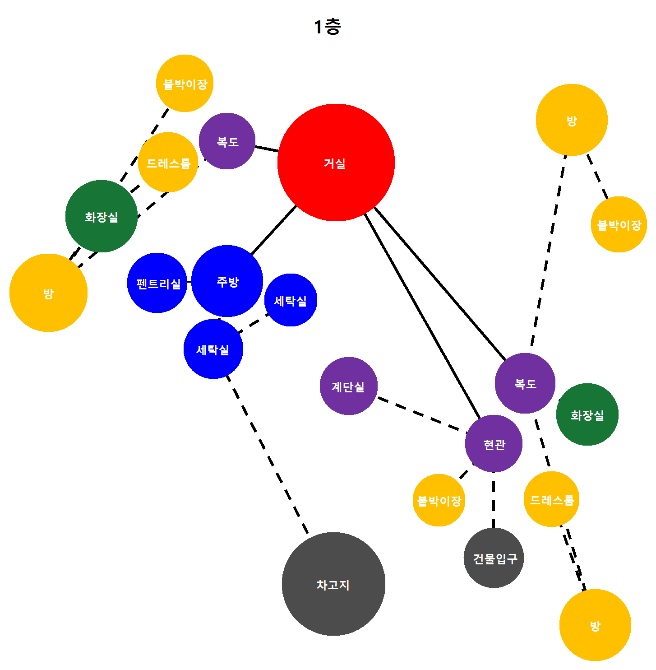 1층
붙박이장
방
복도
거실
드레스룸
화장실
붙박이장
방
펜트리실
주방
세탁실
세탁실
계단실
복도
화장실
현관
붙박이장
드레스룸
건물입구
차고지
방